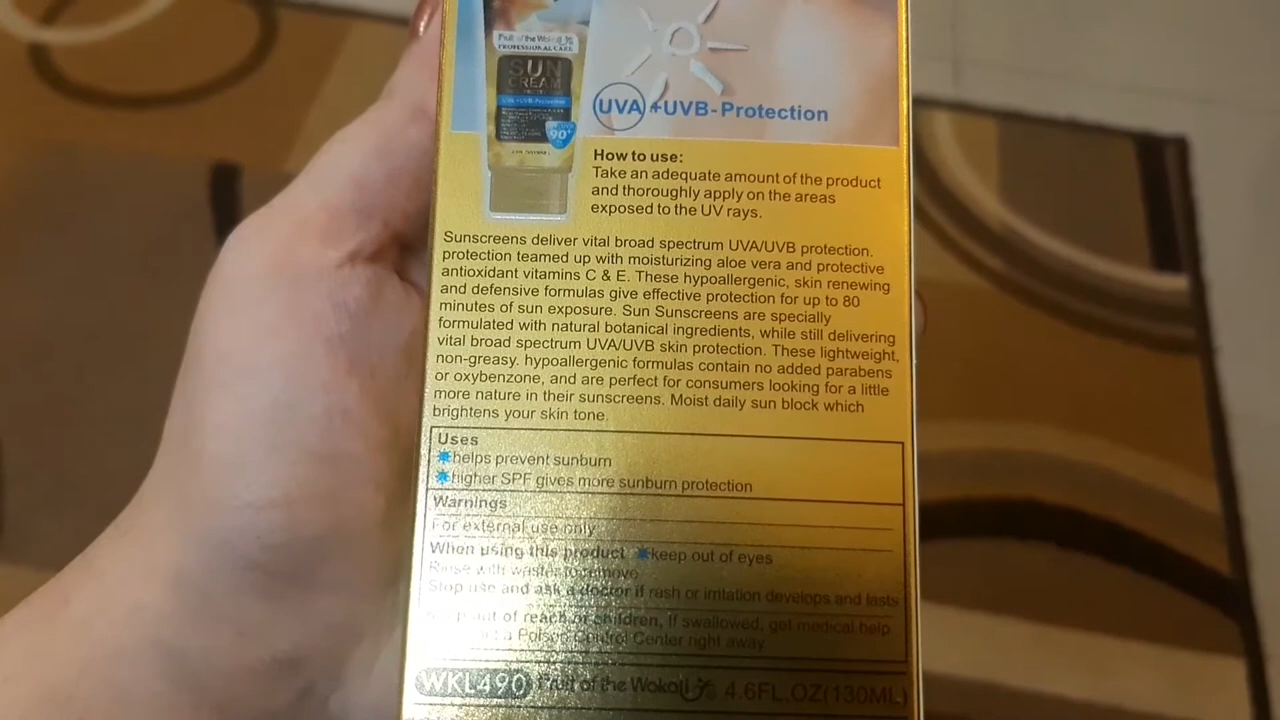 Fruit of the Wokali
PROFESSIONAL CARE
SUN
CREAM
UVA+UVB-Protection
90+
UVA+UVB-Protection
How to use:
Take an adequate amount of the product
and thoroughly apply on the areas
exposed to the UV rays.
Sunscreens deliver vital broad spectrum UVA/UVB protection.
protection teamed up with moisturizing aloe vera and protective
antioxidant vitamins C & E. These hypoallergenic, skin renewing
and defensive formulas give effective protection for up to 80
minutes of sun exposure. Sun Sunscreens are specially
formulated with natural botanical ingredients, while still delivering
vital broad spectrum UVA/UVB skin protection. These lightweight,
non-greasy. hypoallergenic formulas contain no added parabens
or oxybenzone, and are perfect for consumers looking for a little
more nature in their sunscreens. Moist daily sun block which
brightens your skin tone.
Uses
helps prevent sunburn
higher SPF gives more sunburn protection
Warnings
For external use only
When using this product keep out of eyes
Rinse with waster to remove
Stop use and ask a doctor if rash or irritation develops and lasts
out of reach of children, If swallowed, get medical help
a Poison Control Center right away
WKL490 Fruit of the Wokali 4.6FL.OZ(130ML)